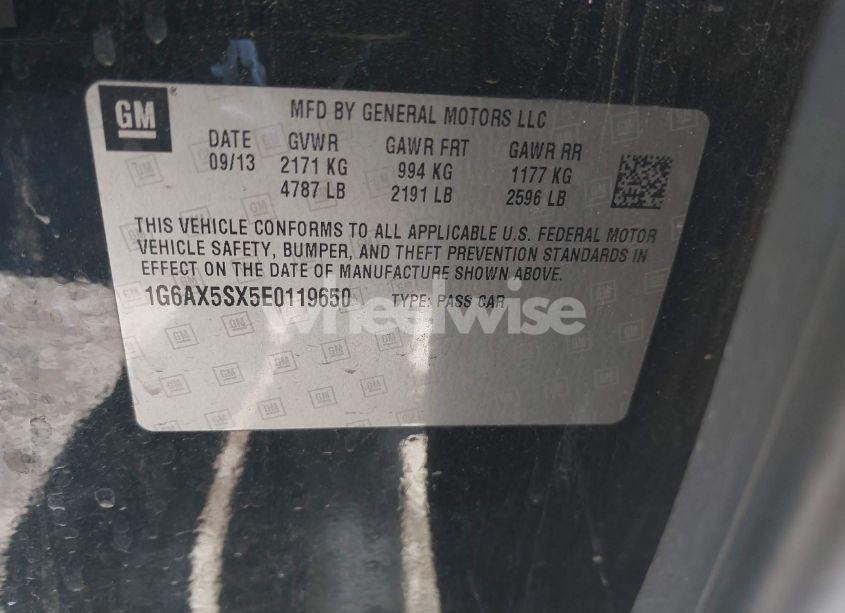 GM
MFD BY GENERAL MOTORS LLC
DATE GVWR GAWR FRT GAWR RR
09/13 2171 KG 994 KG 1177 KG
4787 LB 2191 LB 2596 LB
THIS VEHICLE CONFORMS TO ALL APPLICABLE U.S. FEDERAL MOTOR
VEHICLE SAFETY, BUMPER, AND THEFT PREVENTION STANDARDS IN
EFFECT ON THE DATE OF MANUFACTURE SHOWN ABOVE.
1G6AX5SX5E0119650 TYPE: PASS CAR
wheelwise